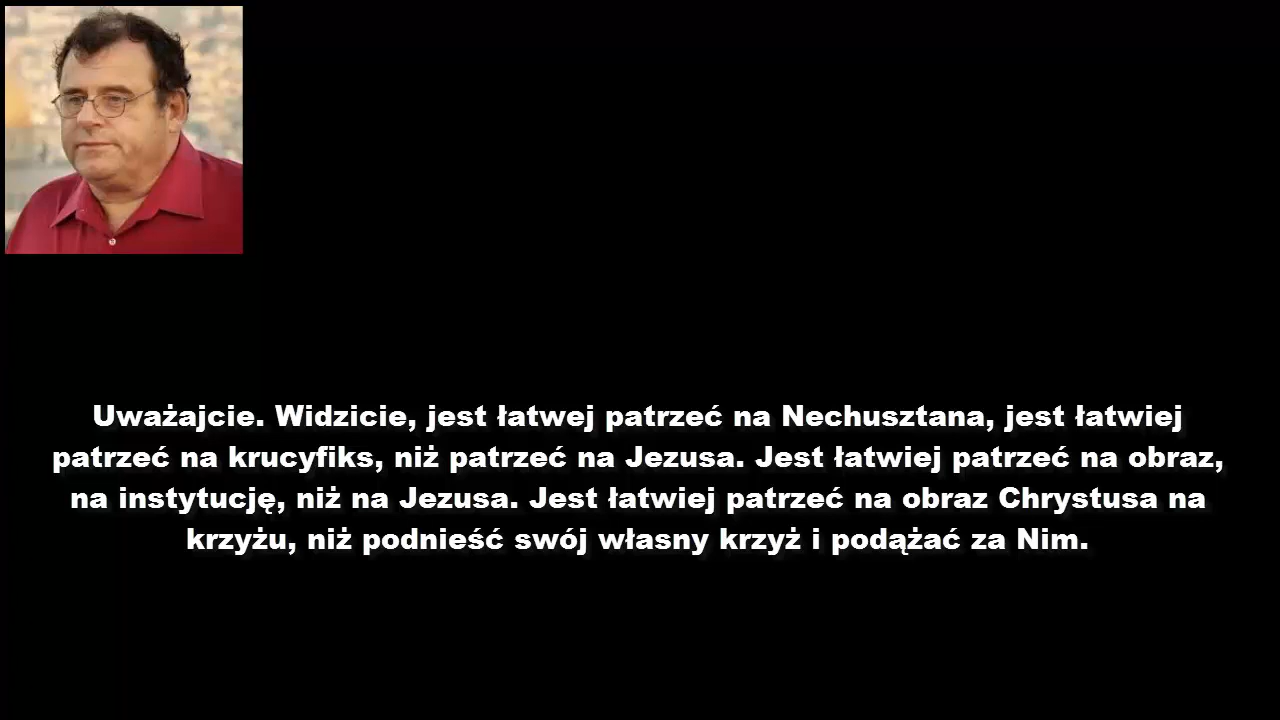 Uważajcie. Widzicie, jest łatwej patrzeć na Nechusztana, jest łatwiej
patrzeć na krucyfiks, niż patrzeć na Jezusa. Jest łatwiej patrzeć na obraz,
na instytucję, niż na Jezusa. Jest łatwiej patrzeć na obraz Chrystusa na
krzyżu, niż podnieść swój własny krzyż i podążać za Nim.